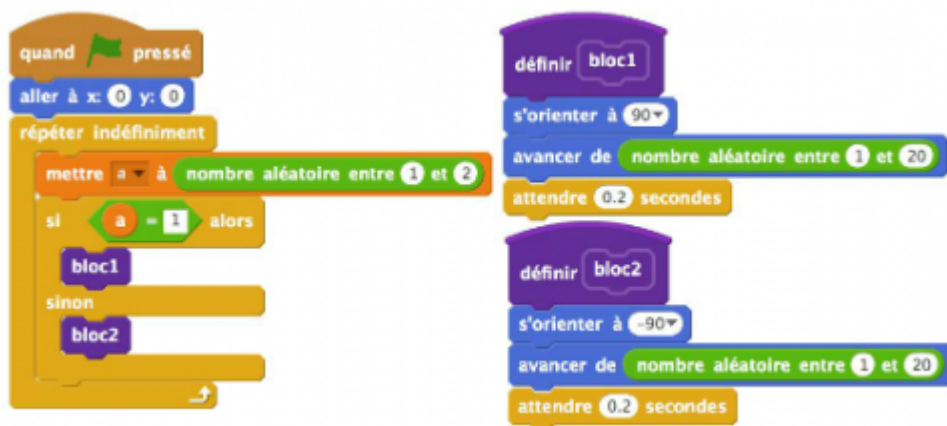 quand pressé
aller à x: 0 y: 0
répéter indéfiniment
mettre a à nombre aléatoire entre 1 et 2
si a = 1 alors
bloc1
sinon
bloc2
définir bloc1
s'orienter à 90
avancer de nombre aléatoire entre 1 et 20
attendre 0.2 secondes
définir bloc2
s'orienter à -90
avancer de nombre aléatoire entre 1 et 20
attendre 0.2 secondes